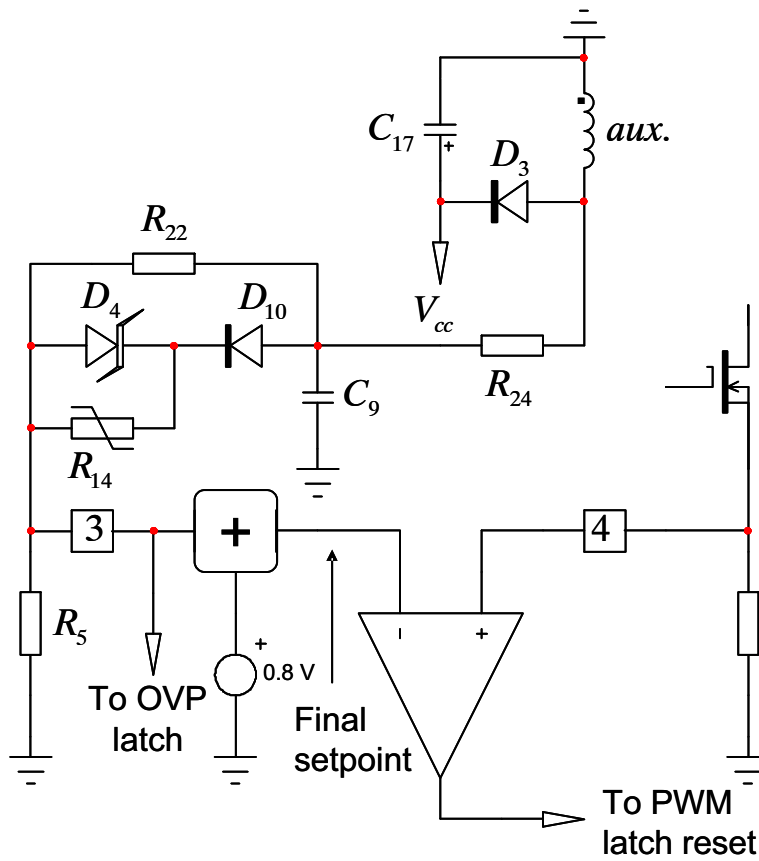 C17
+
D3
aux.
R22
D4
D10
Vcc
R24
C9
R14
3
+
4
R5
+
0.8 V
− +
To OVP
latch
Final
setpoint
To PWM
latch reset